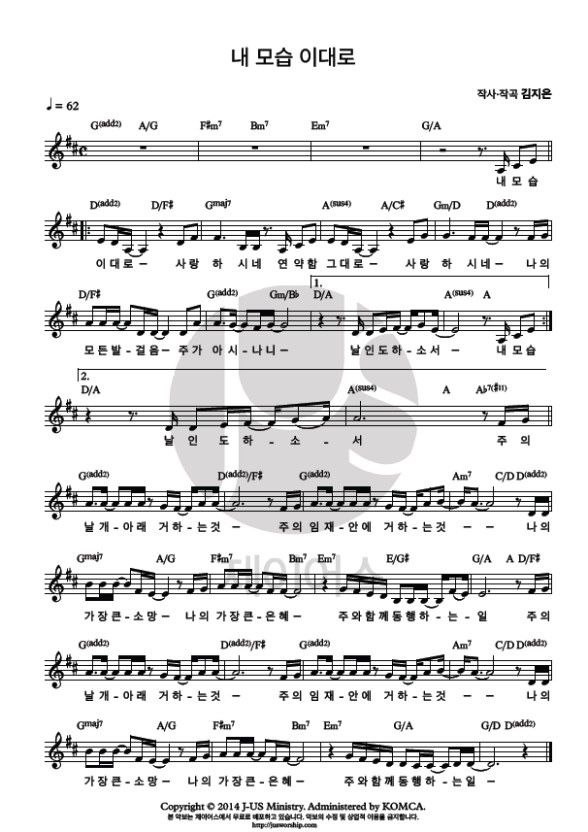 내 모습 이대로
작사·작곡 김지은
♩ = 62
G(add2) A/G F♯m7 Bm7 Em7 G/A
내 모 습
D(add2) D/F♯ Gmaj7 A(sus4) A/C♯ Gm/D D(add2)
이 대 로 – 사 랑 하 시 네 연 약 함 그 대 로 – 사 랑 하 시 네 – 나 의
1.
D/F♯ G(add2) Gm/B♭ D/A A(sus4) A
모 든 발 - 걸 음 – 주 가 아 시 – 나 니 – 날 인 도 하 – 소 서 – 내 모 습
2.
D/A A(sus4) A A♭7(♯11)
날 인 도 하 – 소 – 서 주 의
G(add2) D(add2)/F♯ G(add2) Am7 C/D D(add2)
날 개 - 아 래 거 하 – 는 것 – 주 의 임 재 – 안 에 거 하 – 는 것 – – 나 의
Gmaj7 A/G F♯m7 Bm7 Em7 E/G♯ G/A A D/F♯
가 장 큰 – 소 망 – 나 의 가 장 큰 – 은 혜 – 주 와 함 께 동 행 하 – 는 – 일 주 의
제이어스
G(add2) D(add2)/F♯ G(add2) Am7 C/D D(add2)
날 개 - 아 래 거 하 – 는 것 – 주 의 임 재 – 안 에 거 하 – 는 것 – – 나 의
Gmaj7 A/G F♯m7 Bm7 Em7 G/A G/D D(add2)
가 장 큰 – 소 망 – 나 의 가 장 큰 – 은 혜 – 주 와 함 께 동 행 하 – 는 일 –
Copyright © 2014 J-US Ministry. Administered by KOMCA.
본 악보는 제이어스에서 무료로 배포하고 있습니다. 악보의 수정 및 상업적 이용을 금지합니다.
http://jusworship.com